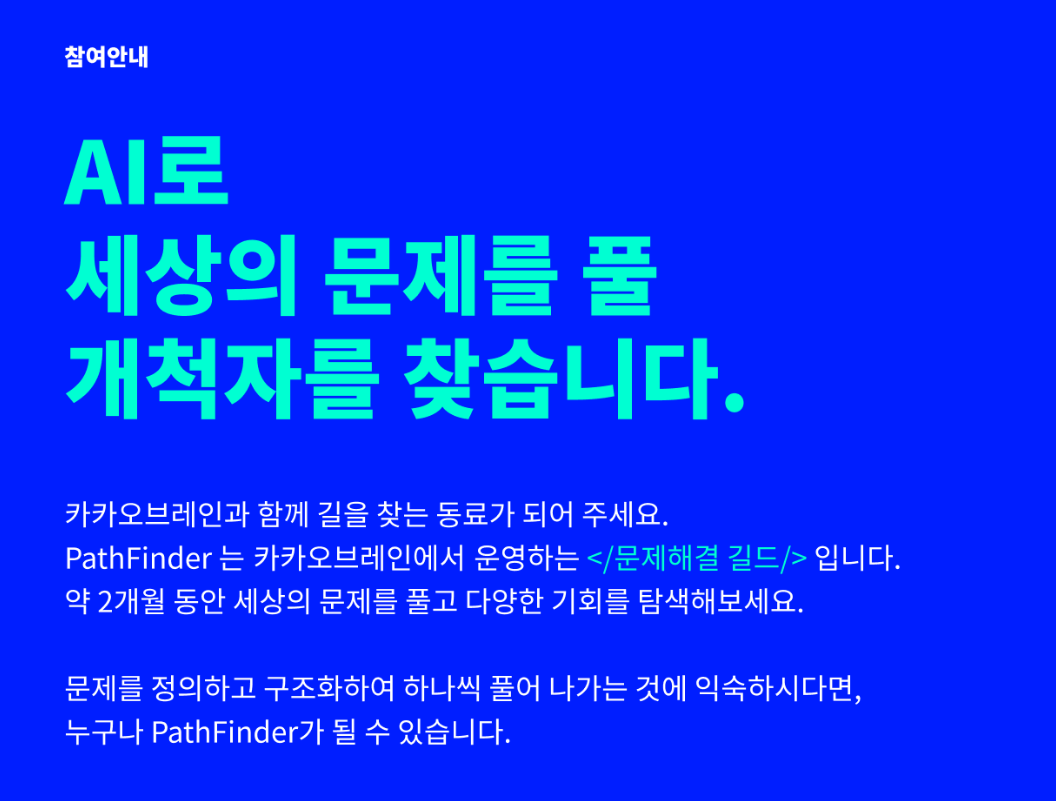 참여안내
AI로
세상의 문제를 풀
개척자를 찾습니다.
카카오브레인과 함께 길을 찾는 동료가 되어 주세요.
PathFinder 는 카카오브레인에서 운영하는 </문제해결 길드/> 입니다.
약 2개월 동안 세상의 문제를 풀고 다양한 기회를 탐색해보세요.
문제를 정의하고 구조화하여 하나씩 풀어 나가는 것에 익숙하시다면,
누구나 PathFinder가 될 수 있습니다.